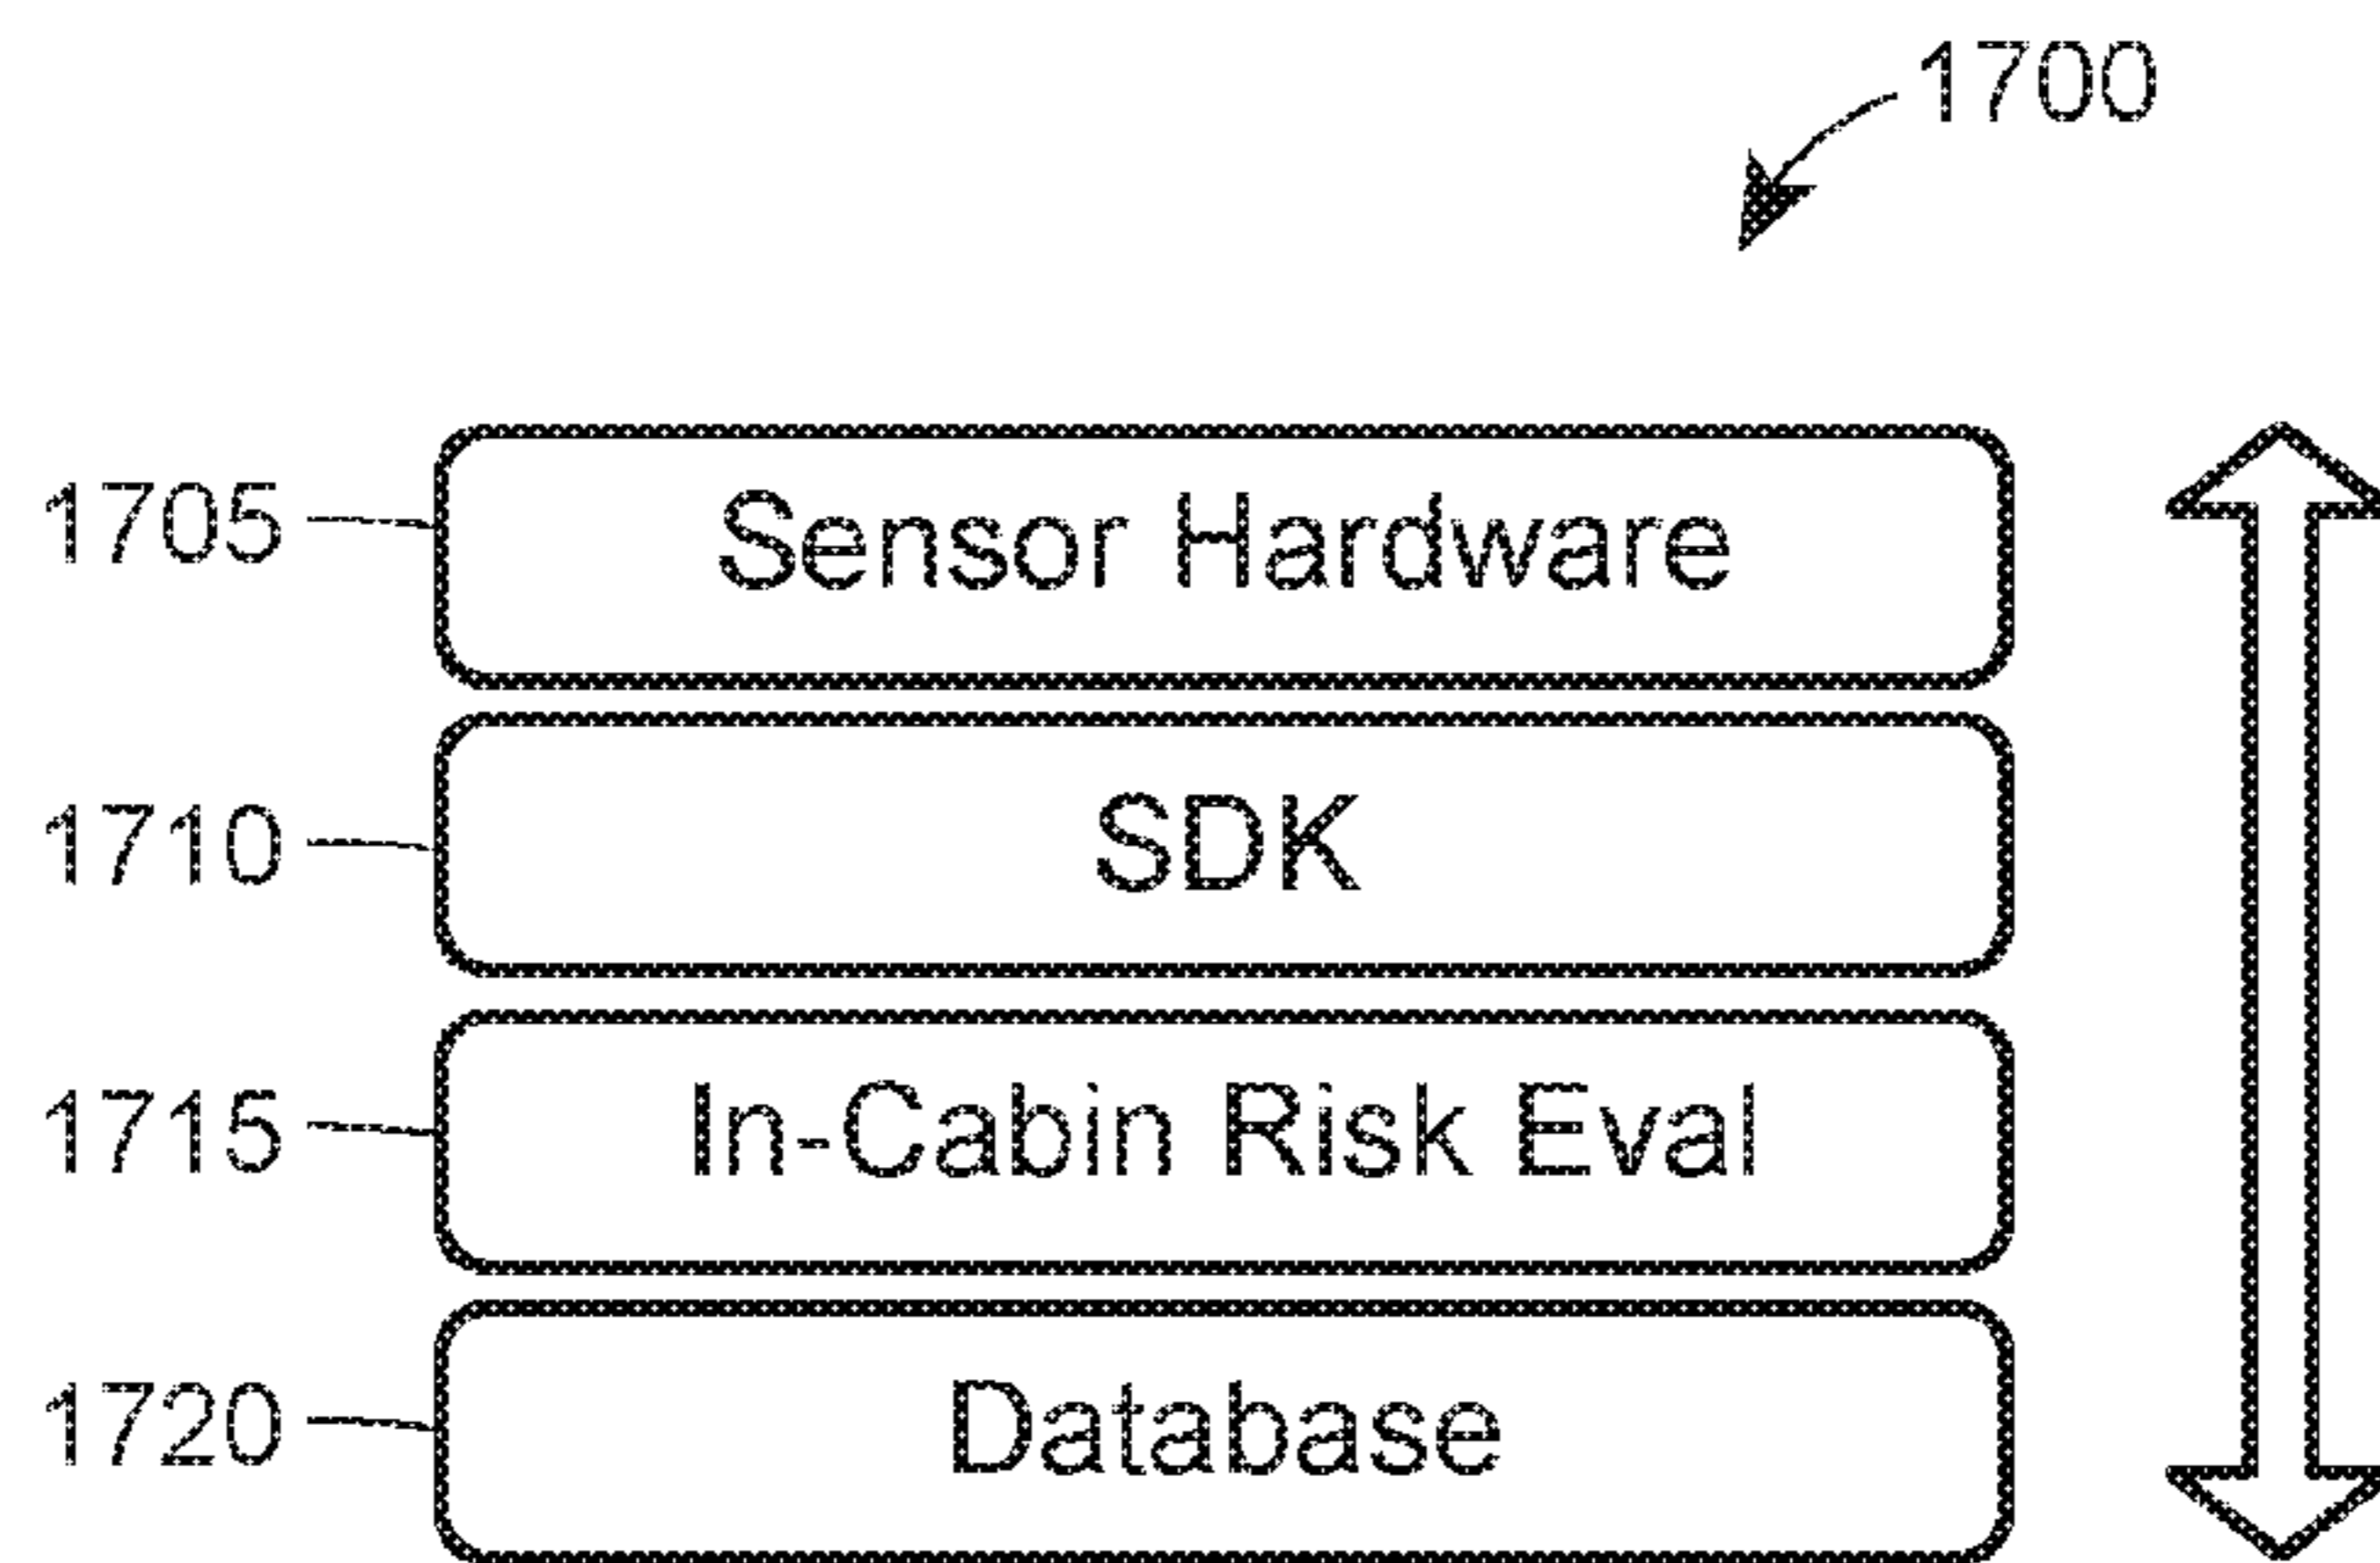 1700
1705 Sensor Hardware
1710 SDK
1715 In-Cabin Risk Eval
1720 Database